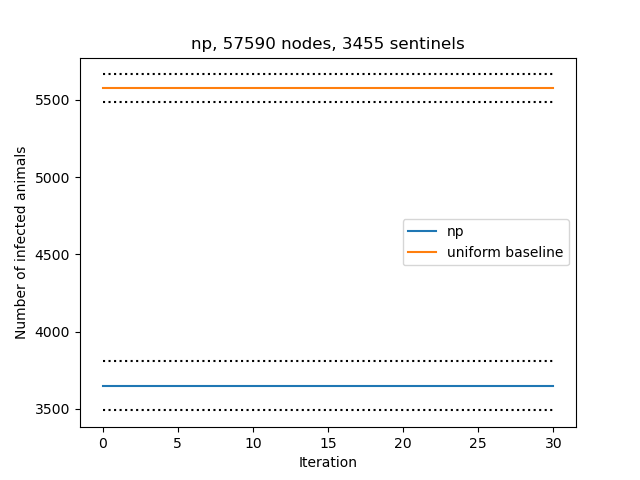 np, 57590 nodes, 3455 sentinels
Number of infected animals
5500
5000
4500
4000
3500
np
uniform baseline
0 5 10 15 20 25 30
Iteration